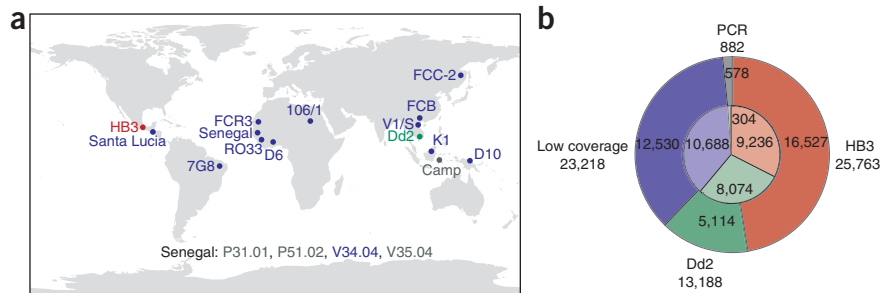 a
FCC-2
FCB
V1/S
Dd2
K1
D10
Camp
106/1
FCR3
Senegal
RO33
D6
HB3
Santa Lucia
7G8
Senegal: P31.01, P51.02, V34.04, V35.04
b
PCR
882
578
304
12,530
10,688
9,236
16,527
Low coverage
23,218
HB3
25,763
8,074
5,114
Dd2
13,188